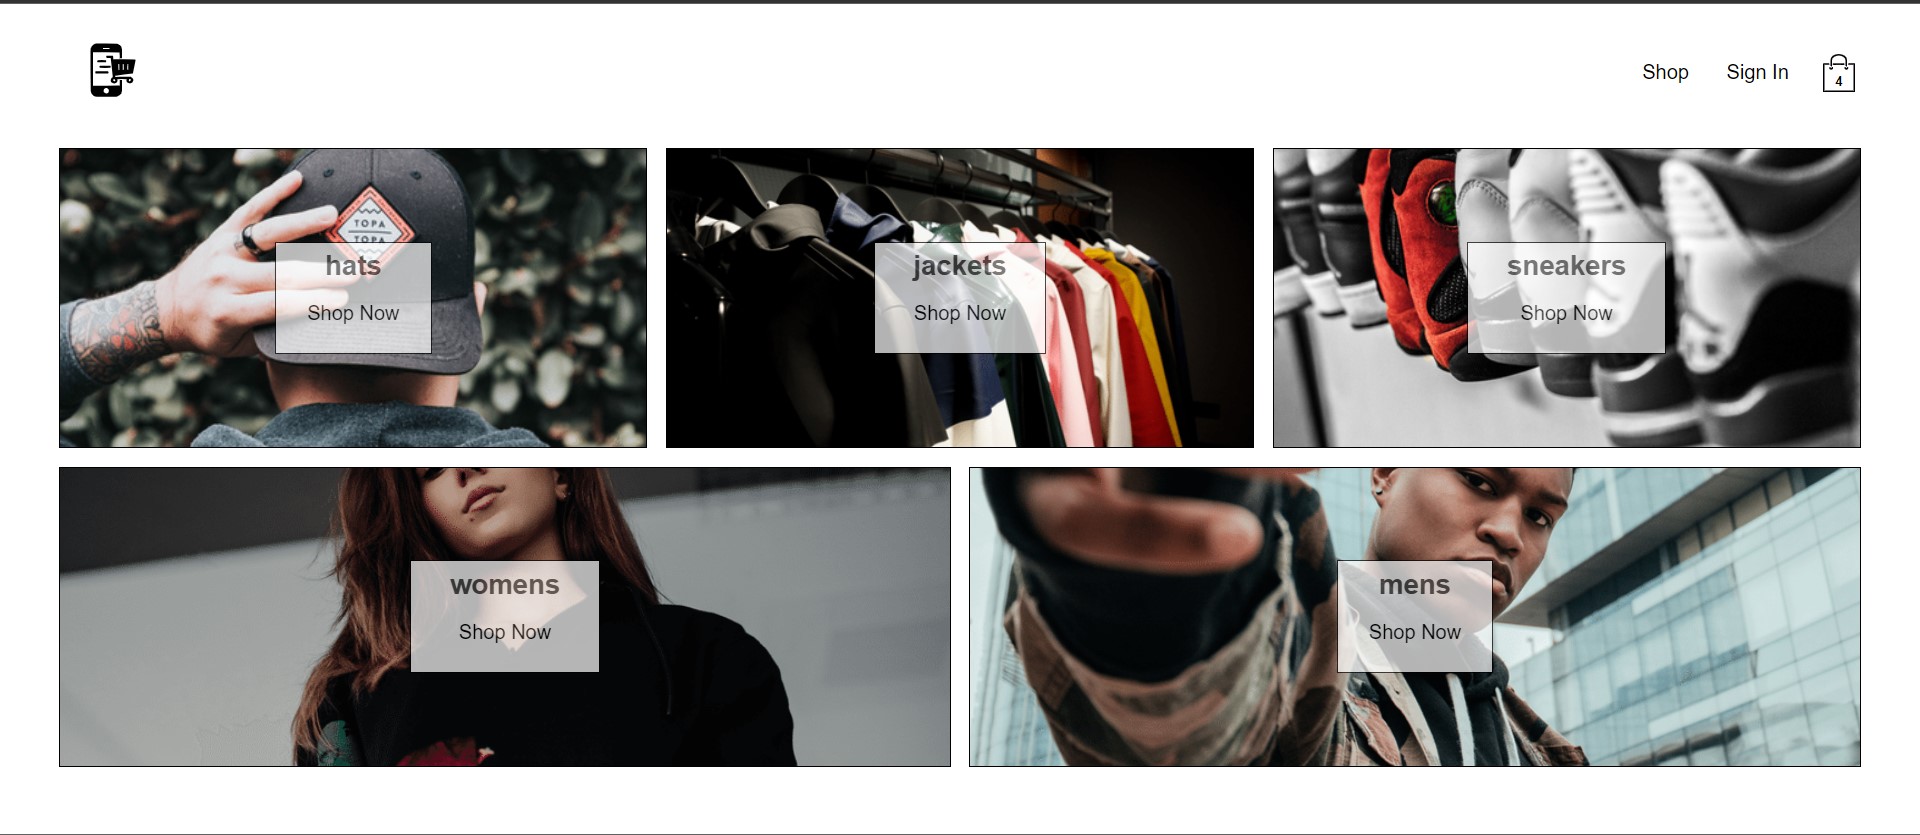 Shop
Sign In
4
TOPA
TOPA
hats
Shop Now
jackets
Shop Now
sneakers
Shop Now
womens
Shop Now
mens
Shop Now